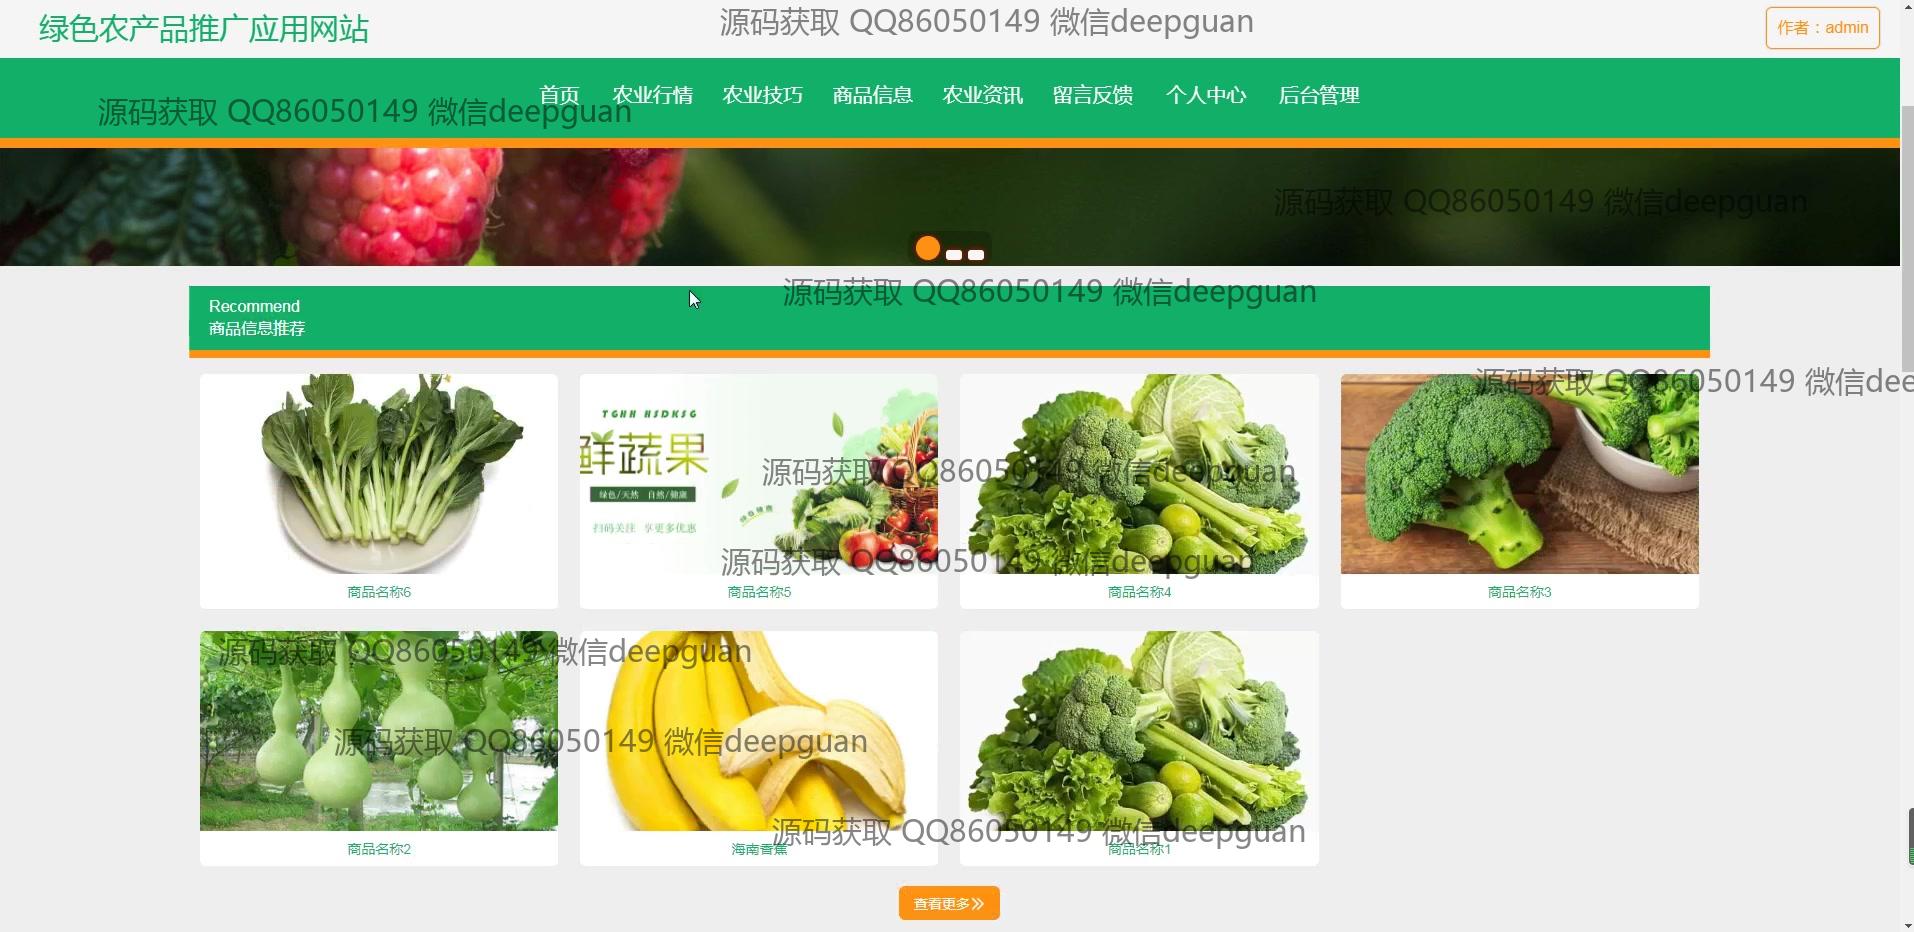 绿色农产品推广应用网站
源码获取 QQ86050149 微信deepguan
作者：admin
首页 农业行情 农业技巧 商品信息 农业资讯 留言反馈 个人中心 后台管理
源码获取 QQ86050149 微信deepguan
源码获取 QQ86050149 微信deepguan
源码获取 QQ86050149 微信deepguan
Recommend
商品信息推荐
源码获取 QQ86050149 微信dee
TGHH HSDKSG
鲜蔬果
绿色/天然 自然/健康
扫码关注 享更多优惠
源码获取 QQ86050149 微信deepguan
源码获取 QQ86050149 微信deepguan
商品名称6
商品名称5
商品名称4
商品名称3
源码获取 QQ86050149 微信deepguan
源码获取 QQ86050149 微信deepguan
源码获取 QQ86050149 微信deepguan
商品名称2
海南香蕉
商品名称1
查看更多